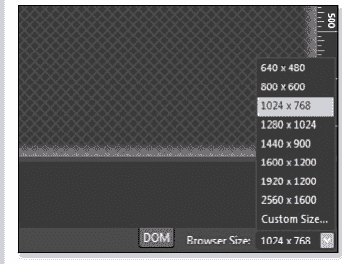 500
640 x 480
800 x 600
1024 x 768
1280 x 1024
1440 x 900
1600 x 1200
1920 x 1200
2560 x 1600
Custom Size...
DOM Browser Size: 1024 x 768